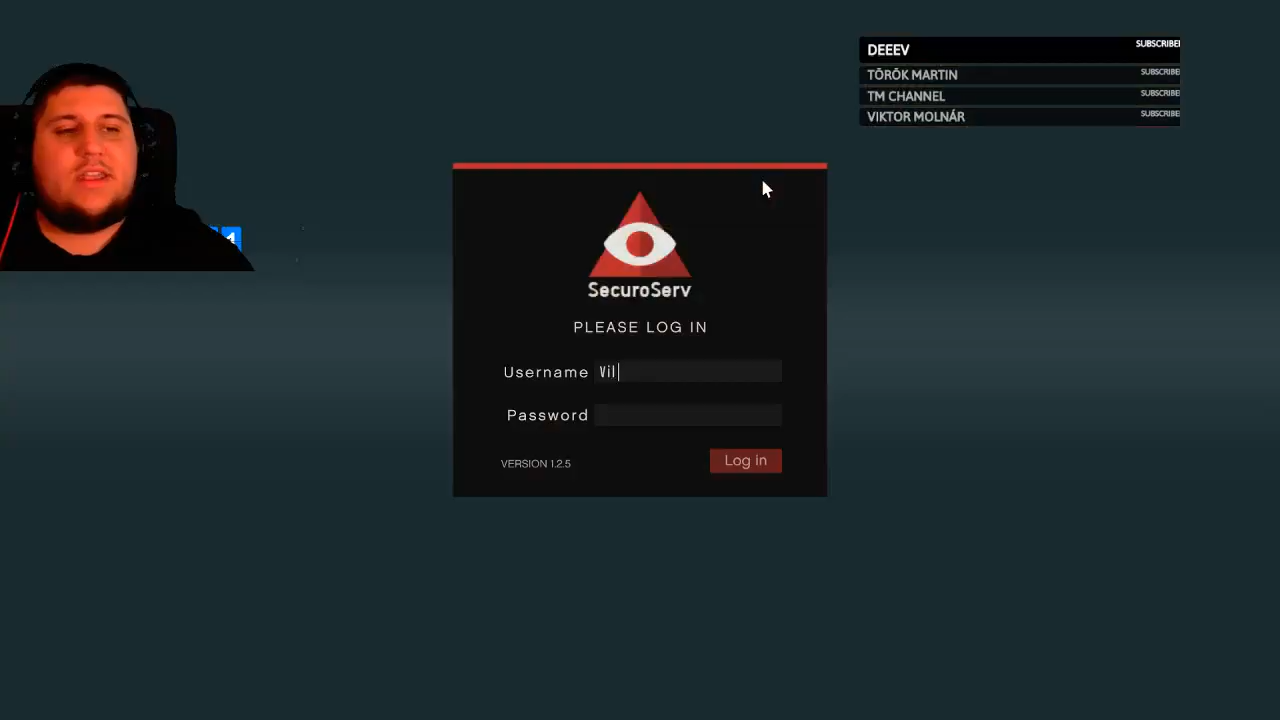 DEEEV SUBSCRIBE
TÖRÖK MARTIN SUBSCRIBE
TM CHANNEL SUBSCRIBE
VIKTOR MOLNÁR SUBSCRIBE
SecuroServ
PLEASE LOG IN
Username Vil
Password
VERSION 1.2.5 Log in